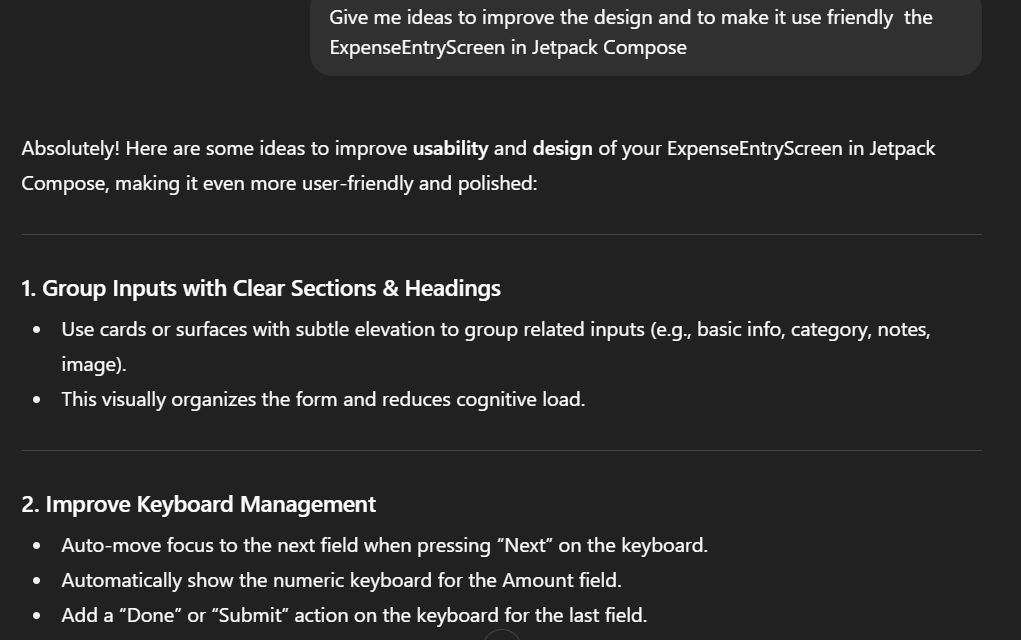 Give me ideas to improve the design and to make it use friendly  the
ExpenseEntryScreen in Jetpack Compose
Absolutely! Here are some ideas to improve usability and design of your ExpenseEntryScreen in Jetpack
Compose, making it even more user-friendly and polished:
1. Group Inputs with Clear Sections & Headings
• Use cards or surfaces with subtle elevation to group related inputs (e.g., basic info, category, notes,
image).
• This visually organizes the form and reduces cognitive load.
2. Improve Keyboard Management
• Auto-move focus to the next field when pressing “Next” on the keyboard.
• Automatically show the numeric keyboard for the Amount field.
• Add a “Done” or “Submit” action on the keyboard for the last field.